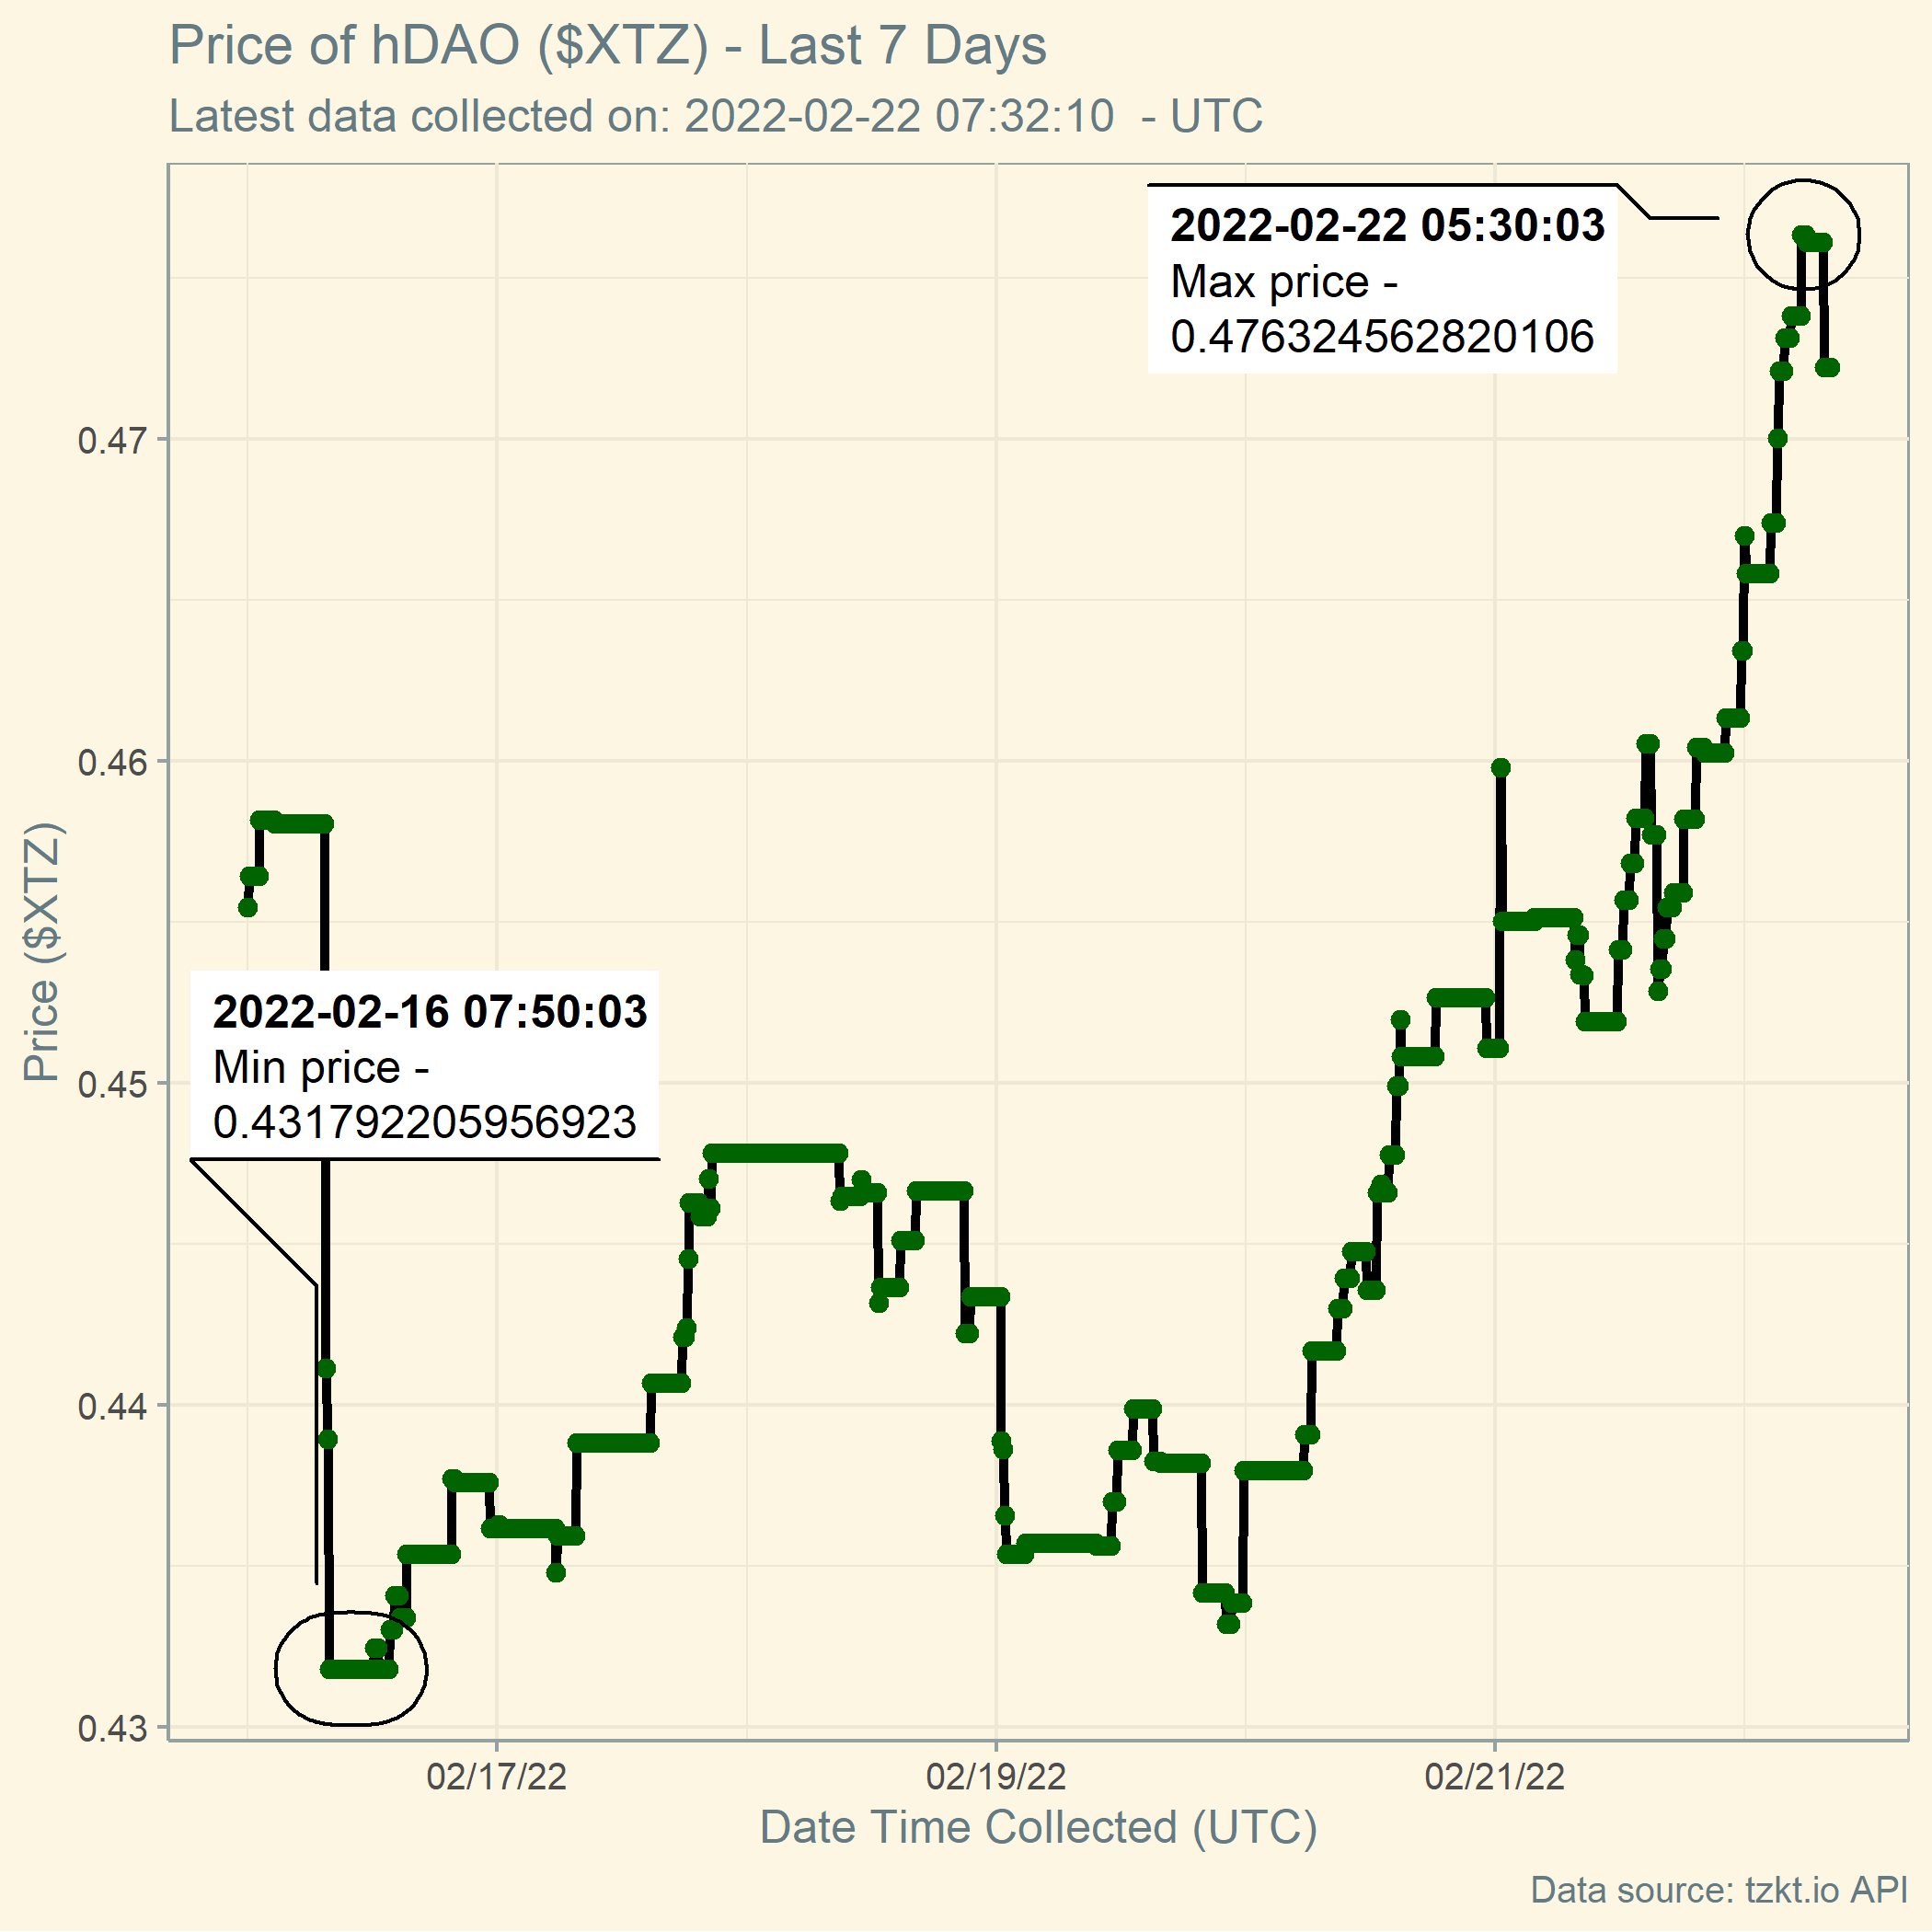 Price of hDAO ($XTZ) - Last 7 Days
Latest data collected on: 2022-02-22 07:32:10  - UTC
2022-02-22 05:30:03
Max price -
0.476324562820106
0.47
0.46
Price ($XTZ)
2022-02-16 07:50:03
Min price -
0.431792205956923
0.45
0.44
0.43
02/17/22
02/19/22
02/21/22
Date Time Collected (UTC)
Data source: tzkt.io API